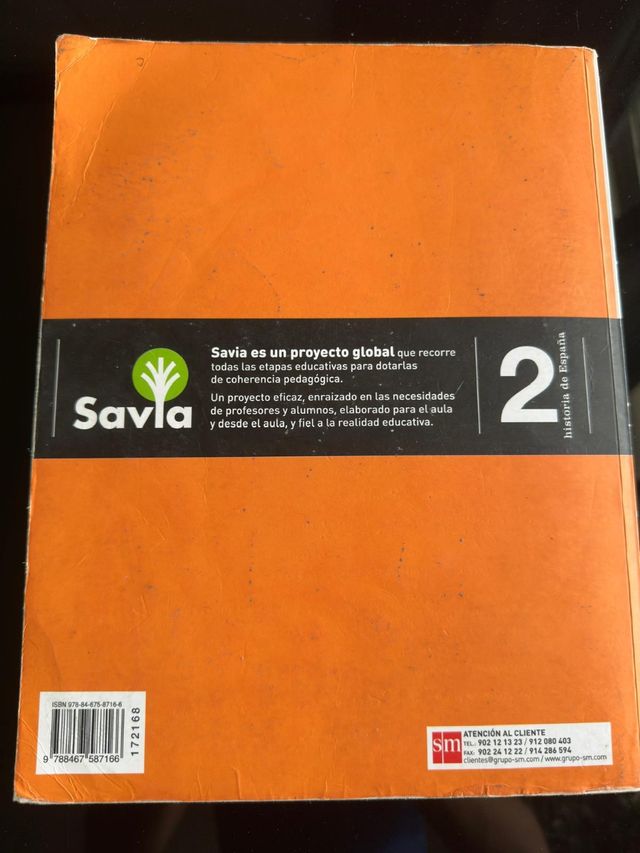 Savia
Savia es un proyecto global que recorre
todas las etapas educativas para dotarlas
de coherencia pedagógica.
Un proyecto eficaz, enraizado en las necesidades
de profesores y alumnos, elaborado para el aula
y desde el aula, y fiel a la realidad educativa.
2
historia de España
ISBN 978-84-675-8716-6
9 788467 587166
172168
sm
ATENCIÓN AL CLIENTE
TEL.: 902 12 13 23 / 912 080 403
FAX: 902 24 12 22 / 914 286 594
clientes@grupo-sm.com / www.grupo-sm.com